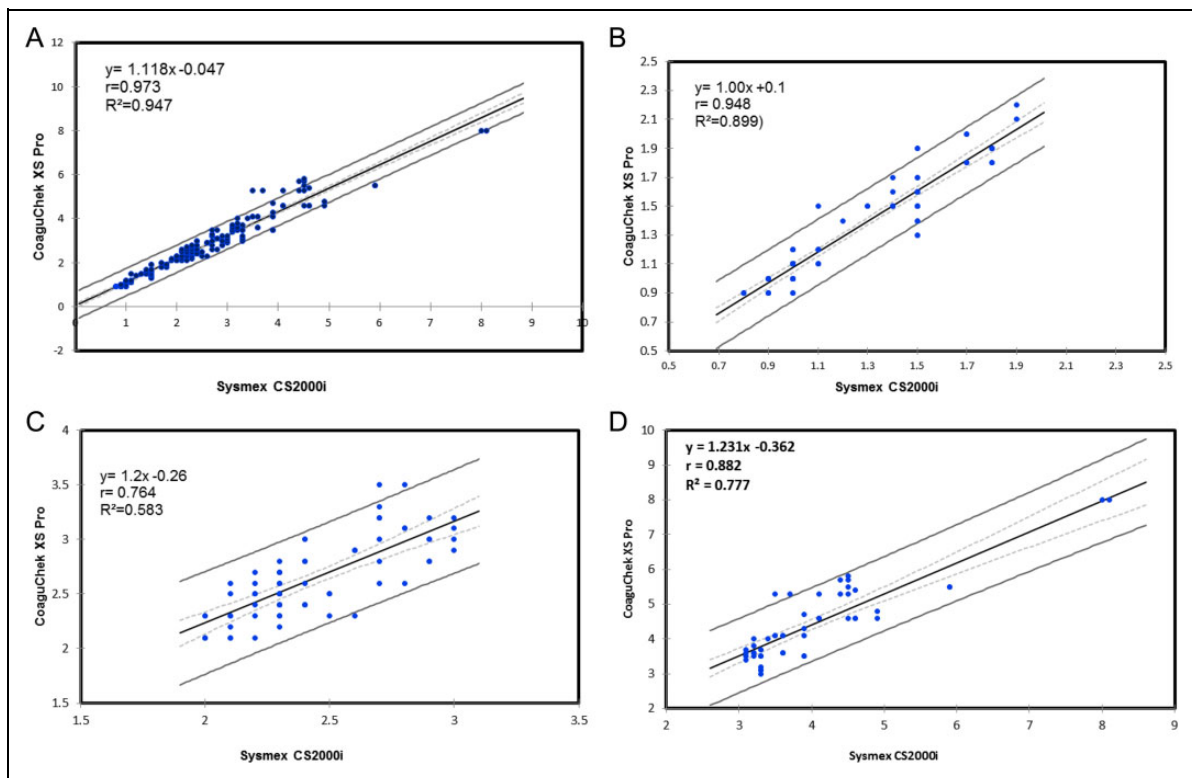 A
y= 1.118x -0.047
r=0.973
R²=0.947
CoaguChek XS Pro
12
10
8
6
4
2
0
-2
1 2 3 4 5 6 7 8 9 10
Sysmex CS2000i
B
y= 1.00x +0.1
r= 0.948
R²=0.899)
CoaguChek XS Pro
2.5
2.3
2.1
1.9
1.7
1.5
1.3
1.1
0.9
0.7
0.5
0.5 0.7 0.9 1.1 1.3 1.5 1.7 1.9 2.1 2.3 2.5
Sysmex CS2000i
C
y= 1.2x -0.26
r= 0.764
R²=0.583
CoaguChek XS Pro
4
3.5
3
2.5
2
1.5
1.5 2 2.5 3 3.5
Sysmex CS2000i
D
y = 1.231x -0.362
r = 0.882
R² = 0.777
CoaguChek XS Pro
10
9
8
7
6
5
4
3
2
2 3 4 5 6 7 8 9
Sysmex CS2000i